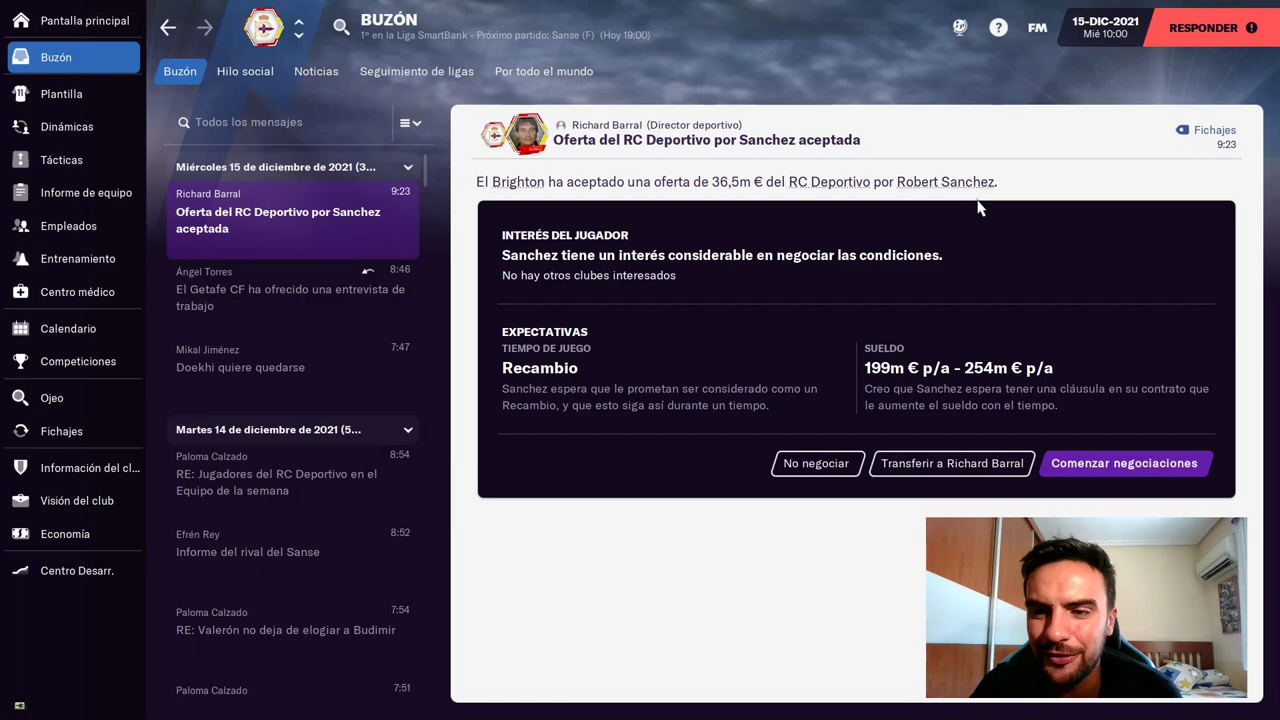 Pantalla principal
Buzón
Plantilla
Dinámicas
Tácticas
Informe de equipo
Empleados
Entrenamiento
Centro médico
Calendario
Competiciones
Ojeo
Fichajes
Información del cl...
Visión del club
Economía
Centro Desarr.
BUZÓN
1º en la Liga SmartBank - Próximo partido: Sanse (F) (Hoy 19:00)
FM
15-DIC-2021
Mié 10:00
RESPONDER
Buzón
Hilo social
Noticias
Seguimiento de ligas
Por todo el mundo
Todos los mensajes
Miércoles 15 de diciembre de 2021 (3...
Richard Barral 9:23
Oferta del RC Deportivo por Sanchez
aceptada
Ángel Torres 8:46
El Getafe CF ha ofrecido una entrevista de
trabajo
Mikal Jiménez 7:47
Doekhi quiere quedarse
Martes 14 de diciembre de 2021 (5...
Paloma Calzado 8:54
RE: Jugadores del RC Deportivo en el
Equipo de la semana
Efrén Rey 8:52
Informe del rival del Sanse
Paloma Calzado 7:54
RE: Valerón no deja de elogiar a Budimir
Paloma Calzado 7:51
Richard Barral (Director deportivo)
Oferta del RC Deportivo por Sanchez aceptada
Fichajes
9:23
El Brighton ha aceptado una oferta de 36,5m € del RC Deportivo por Robert Sanchez.
INTERÉS DEL JUGADOR
Sanchez tiene un interés considerable en negociar las condiciones.
No hay otros clubes interesados
EXPECTATIVAS
TIEMPO DE JUEGO
Recambio
Sanchez espera que le prometan ser considerado como un
Recambio, y que esto siga así durante un tiempo.
SUELDO
199m € p/a - 254m € p/a
Creo que Sanchez espera tener una cláusula en su contrato que
le aumente el sueldo con el tiempo.
No negociar
Transferir a Richard Barral
Comenzar negociaciones